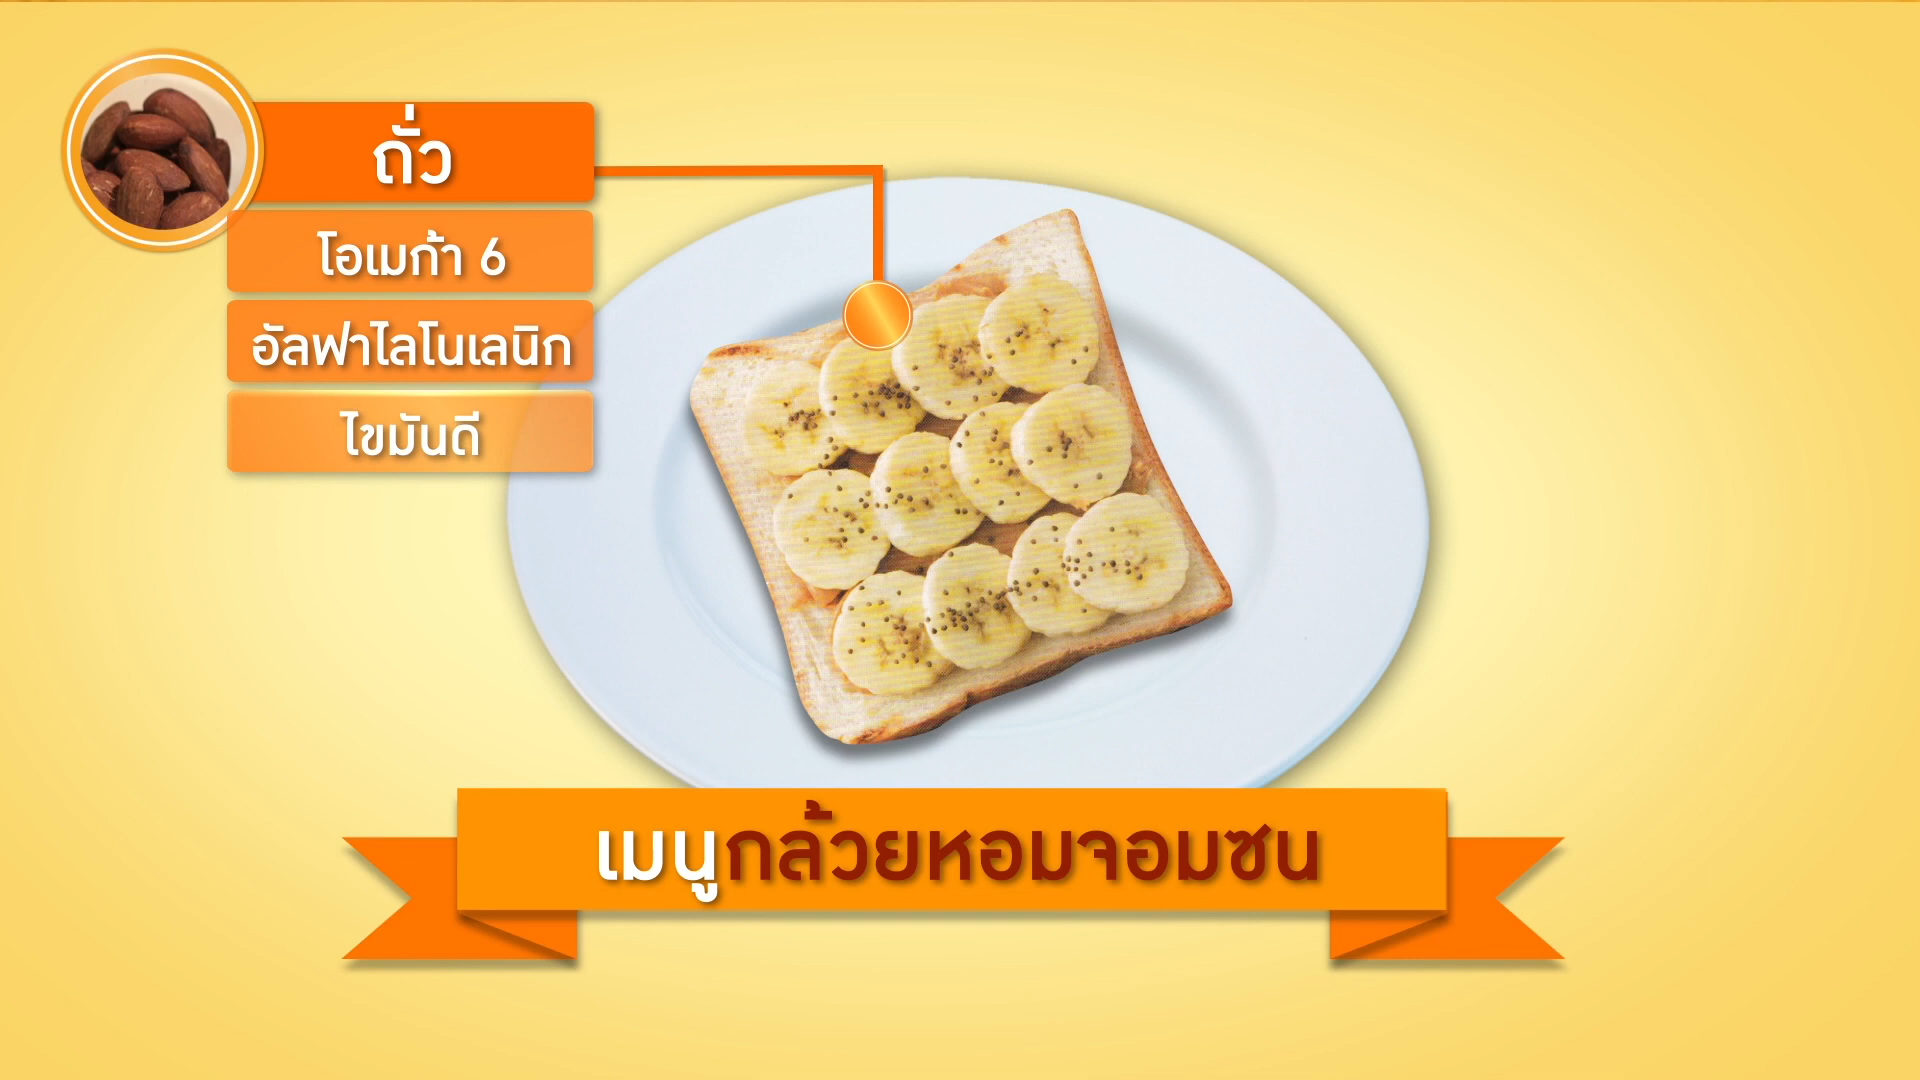 ถั่ว
โอเมก้า 6
อัลฟาไลโนเลนิก
ไขมันดี
เมนูกล้วยหอมจอมซน